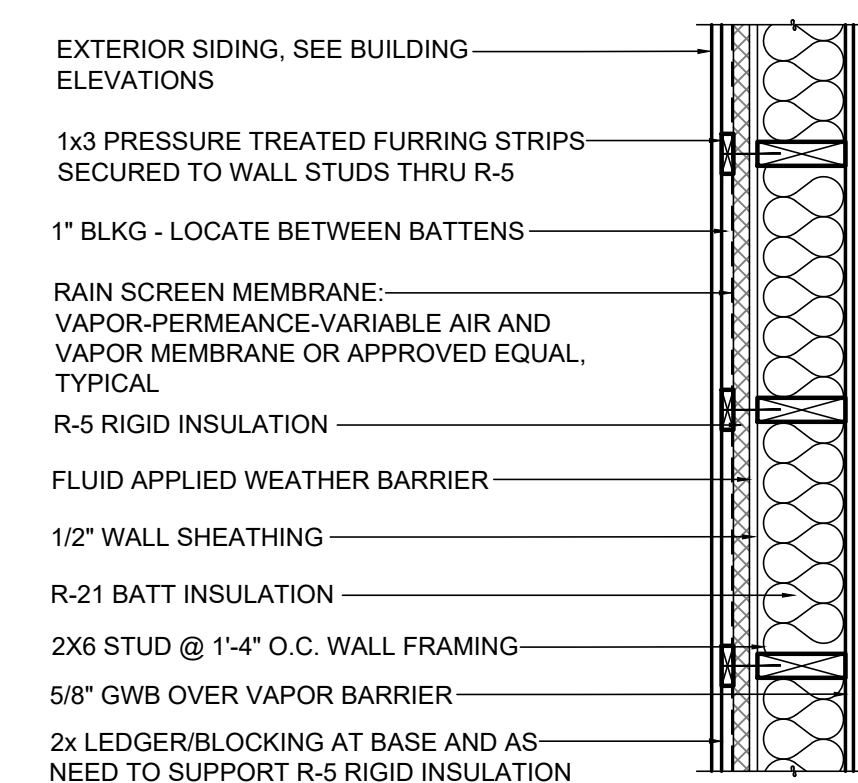 EXTERIOR SIDING, SEE BUILDING
ELEVATIONS
1x3 PRESSURE TREATED FURRING STRIPS
SECURED TO WALL STUDS THRU R-5
1" BLKG - LOCATE BETWEEN BATTENS
RAIN SCREEN MEMBRANE:
VAPOR-PERMEANCE-VARIABLE AIR AND
VAPOR MEMBRANE OR APPROVED EQUAL,
TYPICAL
R-5 RIGID INSULATION
FLUID APPLIED WEATHER BARRIER
1/2" WALL SHEATHING
R-21 BATT INSULATION
2X6 STUD @ 1'-4" O.C. WALL FRAMING
5/8" GWB OVER VAPOR BARRIER
2x LEDGER/BLOCKING AT BASE AND AS
NEED TO SUPPORT R-5 RIGID INSULATION